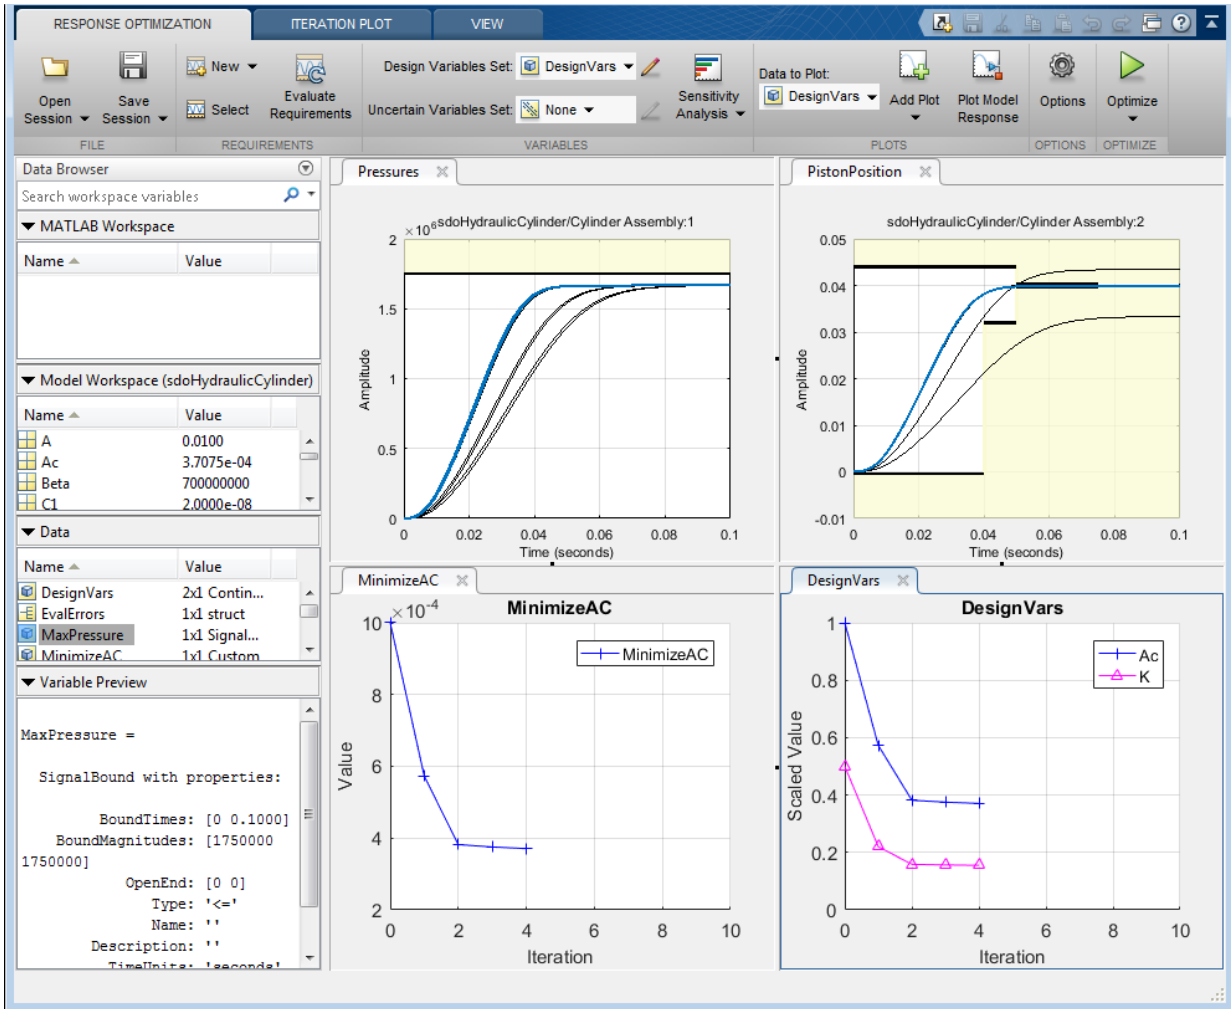 RESPONSE OPTIMIZATION ITERATION PLOT VIEW
Open Session
Save Session
New
Select
Evaluate Requirements
Design Variables Set: DesignVars
Uncertain Variables Set: None
Sensitivity Analysis
Data to Plot:
DesignVars
Add Plot
Plot Model Response
Options
Optimize
FILE REQUIREMENTS VARIABLES PLOTS OPTIONS OPTIMIZE
Data Browser
Search workspace variables
MATLAB Workspace
Name Value
Model Workspace (sdoHydraulicCylinder)
Name Value
A 0.0100
Ac 3.7075e-04
Beta 700000000
C1 2.0000e-08
Data
Name Value
DesignVars 2x1 Contin...
EvalErrors 1x1 struct
MaxPressure 1x1 Signal...
MinimizeAC 1x1 Custom
Variable Preview
MaxPressure =
SignalBound with properties:
BoundTimes: [0 0.1000]
BoundMagnitudes: [1750000
1750000]
OpenEnd: [0 0]
Type: '<='
Name: ''
Description: ''
TimeUnits: 'seconds'
Pressures
sdoHydraulicCylinder/Cylinder Assembly:1
×10⁶
2
1.5
1
0.5
0
Amplitude
0 0.02 0.04 0.06 0.08 0.1
Time (seconds)
PistonPosition
sdoHydraulicCylinder/Cylinder Assembly:2
0.05
0.04
0.03
0.02
0.01
0
-0.01
Amplitude
0 0.02 0.04 0.06 0.08 0.1
Time (seconds)
MinimizeAC
MinimizeAC
×10⁻⁴
10
8
6
4
2
Value
MinimizeAC
0 2 4 6 8 10
Iteration
DesignVars
DesignVars
1
0.8
0.6
0.4
0.2
0
Scaled Value
Ac
K
0 2 4 6 8 10
Iteration